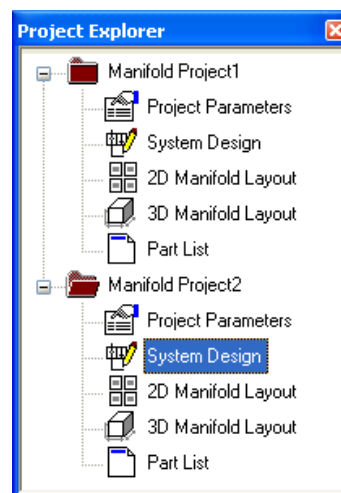 Project Explorer
Manifold Project1
Project Parameters
System Design
2D Manifold Layout
3D Manifold Layout
Part List
Manifold Project2
Project Parameters
System Design
2D Manifold Layout
3D Manifold Layout
Part List